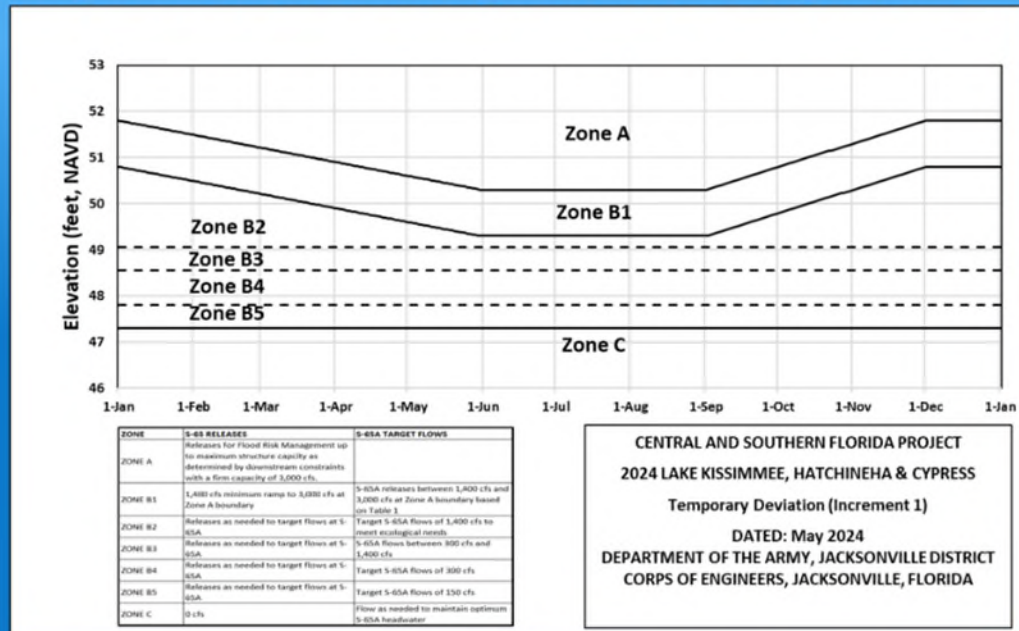 53
52
51
50
49
48
47
46
Elevation (feet, NAVD)
Zone A
Zone B1
Zone B2
Zone B3
Zone B4
Zone B5
Zone C
1-Jan 1-Feb 1-Mar 1-Apr 1-May 1-Jun 1-Jul 1-Aug 1-Sep 1-Oct 1-Nov 1-Dec 1-Jan
ZONE S-65 RELEASES S-65A TARGET FLOWS
Releases for Flood Risk Management up
to maximum structure capcity as
ZONE A
determined by downstream constraints
with a firm capacity of 3,000 cfs.
ZONE B1
1,400 cfs minimum ramp to 3,000 cfs at
Zone A boundary
S-65A releases between 1,400 cfs and
3,000 cfs at Zone A boundary based
on Table 1
ZONE B2
Releases as needed to target flows at S-
65A
Target S-65A flows of 1,400 cfs to
meet ecological needs
ZONE B3
Releases as needed to target flows at S-
65A
S-65A flows between 300 cfs and
1,400 cfs
ZONE B4
Releases as needed to target flows at S-
65A
Target S-65A flows of 300 cfs
ZONE B5
Releases as needed to target flows at S-
65A
Target S-65A flows of 150 cfs
ZONE C
0 cfs
Flow as needed to maintain optimum
S-65A headwater
CENTRAL AND SOUTHERN FLORIDA PROJECT
2024 LAKE KISSIMMEE, HATCHINEHA & CYPRESS
Temporary Deviation (Increment 1)
DATED: May 2024
DEPARTMENT OF THE ARMY, JACKSONVILLE DISTRICT
CORPS OF ENGINEERS, JACKSONVILLE, FLORIDA